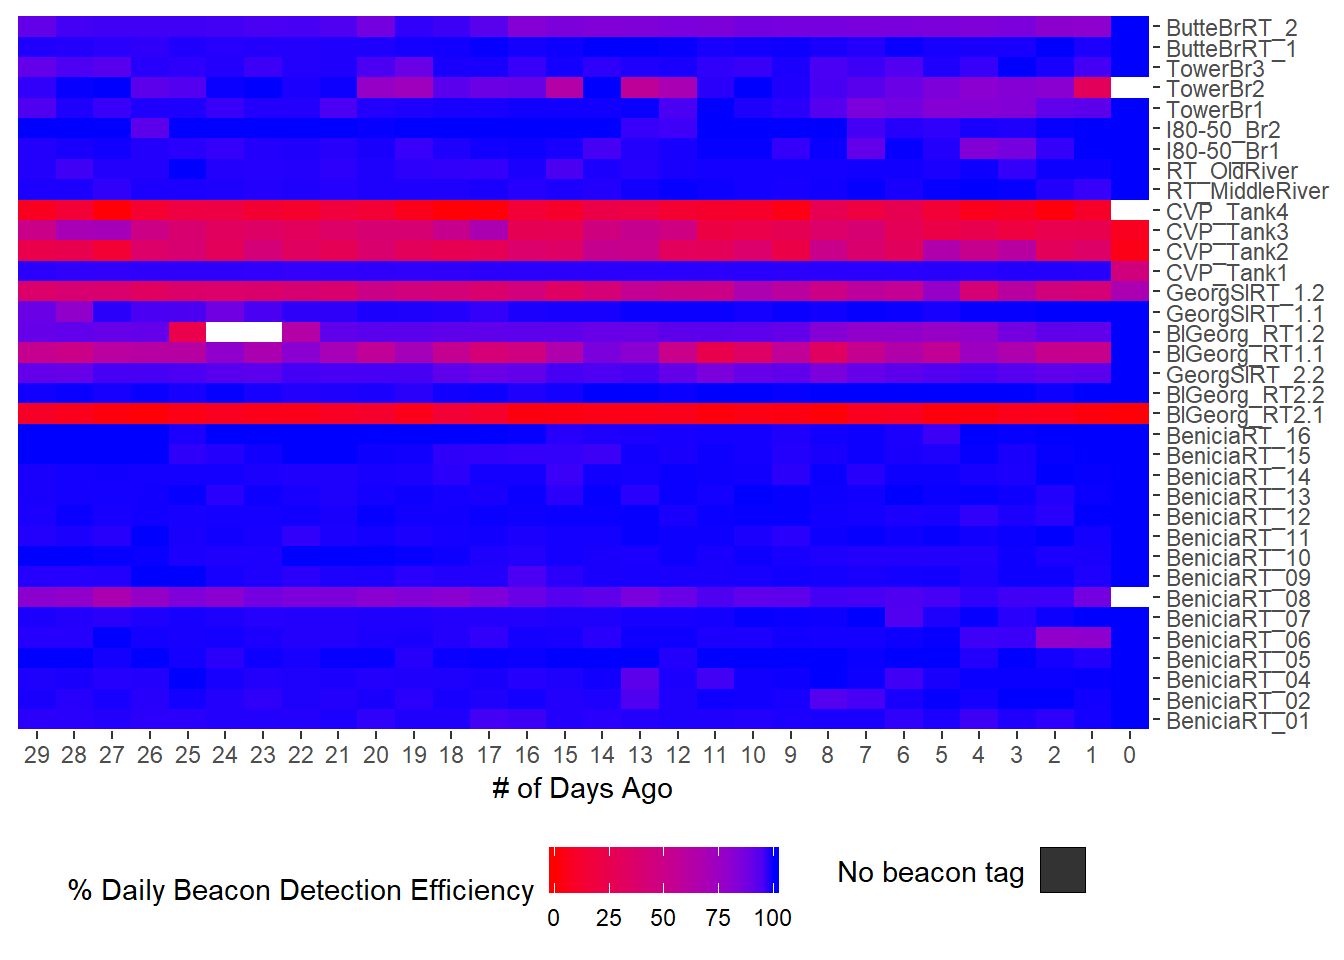 ButteBrRT_2
ButteBrRT_1
TowerBr3
TowerBr2
TowerBr1
I80-50_Br2
I80-50_Br1
RT_OldRiver
RT_MiddleRiver
CVP_Tank4
CVP_Tank3
CVP_Tank2
CVP_Tank1
GeorgSlRT_1.2
GeorgSlRT_1.1
BlGeorg_RT1.2
BlGeorg_RT1.1
GeorgSlRT_2.2
BlGeorg_RT2.2
BlGeorg_RT2.1
BeniciaRT_16
BeniciaRT_15
BeniciaRT_14
BeniciaRT_13
BeniciaRT_12
BeniciaRT_11
BeniciaRT_10
BeniciaRT_09
BeniciaRT_08
BeniciaRT_07
BeniciaRT_06
BeniciaRT_05
BeniciaRT_04
BeniciaRT_02
BeniciaRT_01
29 28 27 26 25 24 23 22 21 20 19 18 17 16 15 14 13 12 11 10 9 8 7 6 5 4 3 2 1 0
# of Days Ago
% Daily Beacon Detection Efficiency
0 25 50 75 100
No beacon tag